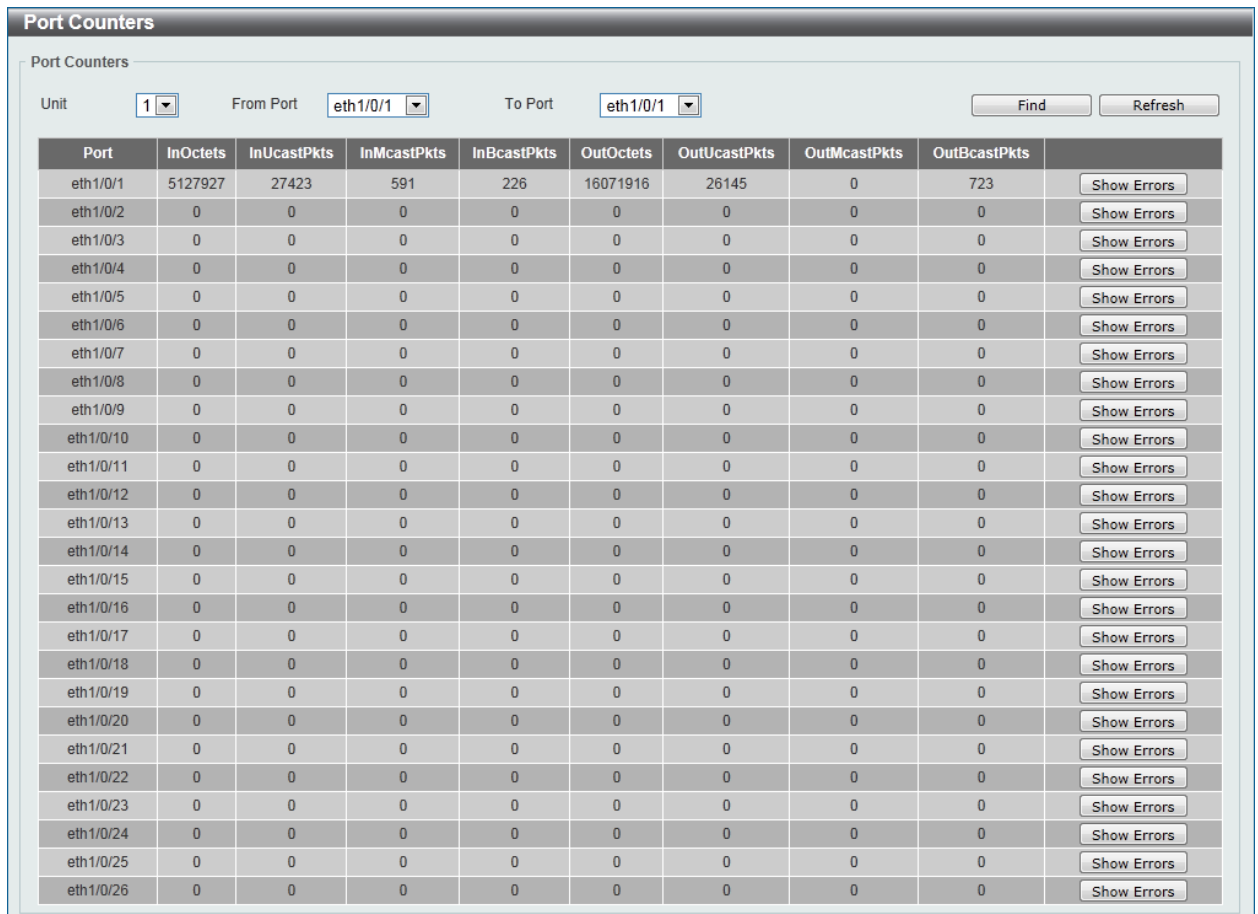 Port Counters
Port Counters
Unit 1 From Port eth1/0/1 To Port eth1/0/1 Find Refresh
Port InOctets InUcastPkts InMcastPkts InBcastPkts OutOctets OutUcastPkts OutMcastPkts OutBcastPkts
eth1/0/1 5127927 27423 591 226 16071916 26145 0 723 Show Errors
eth1/0/2 0 0 0 0 0 0 0 0 Show Errors
eth1/0/3 0 0 0 0 0 0 0 0 Show Errors
eth1/0/4 0 0 0 0 0 0 0 0 Show Errors
eth1/0/5 0 0 0 0 0 0 0 0 Show Errors
eth1/0/6 0 0 0 0 0 0 0 0 Show Errors
eth1/0/7 0 0 0 0 0 0 0 0 Show Errors
eth1/0/8 0 0 0 0 0 0 0 0 Show Errors
eth1/0/9 0 0 0 0 0 0 0 0 Show Errors
eth1/0/10 0 0 0 0 0 0 0 0 Show Errors
eth1/0/11 0 0 0 0 0 0 0 0 Show Errors
eth1/0/12 0 0 0 0 0 0 0 0 Show Errors
eth1/0/13 0 0 0 0 0 0 0 0 Show Errors
eth1/0/14 0 0 0 0 0 0 0 0 Show Errors
eth1/0/15 0 0 0 0 0 0 0 0 Show Errors
eth1/0/16 0 0 0 0 0 0 0 0 Show Errors
eth1/0/17 0 0 0 0 0 0 0 0 Show Errors
eth1/0/18 0 0 0 0 0 0 0 0 Show Errors
eth1/0/19 0 0 0 0 0 0 0 0 Show Errors
eth1/0/20 0 0 0 0 0 0 0 0 Show Errors
eth1/0/21 0 0 0 0 0 0 0 0 Show Errors
eth1/0/22 0 0 0 0 0 0 0 0 Show Errors
eth1/0/23 0 0 0 0 0 0 0 0 Show Errors
eth1/0/24 0 0 0 0 0 0 0 0 Show Errors
eth1/0/25 0 0 0 0 0 0 0 0 Show Errors
eth1/0/26 0 0 0 0 0 0 0 0 Show Errors